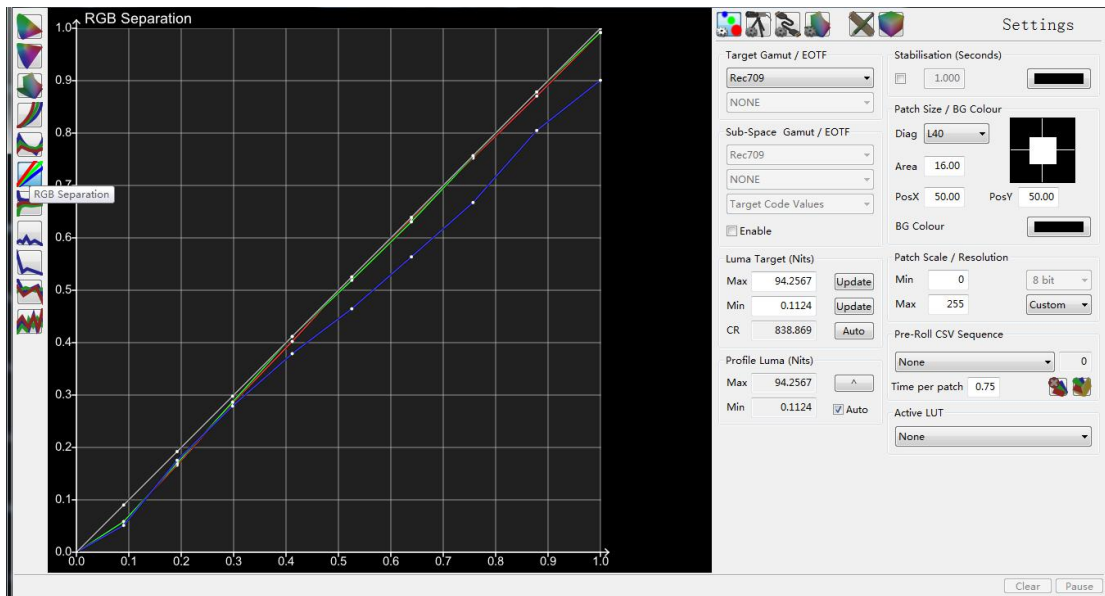 RGB Separation
1.0
0.9
0.8
0.7
0.6
0.5
0.4
0.3
0.2
0.1
0.0
0.0 0.1 0.2 0.3 0.4 0.5 0.6 0.7 0.8 0.9 1.0
RGB Separation
Settings
Target Gamut / EOTF
Rec709
NONE
Sub-Space Gamut / EOTF
Rec709
NONE
Target Code Values
Enable
Luma Target (Nits)
Max 94.2567 Update
Min 0.1124 Update
CR 838.869 Auto
Profile Luma (Nits)
Max 94.2567 ^
Min 0.1124 Auto
Stabilisation (Seconds)
1.000
Patch Size / BG Colour
Diag L40
Area 16.00
PosX 50.00 PosY 50.00
BG Colour
Patch Scale / Resolution
Min 0 8 bit
Max 255 Custom
Pre-Roll CSV Sequence
None 0
Time per patch 0.75
Active LUT
None
Clear Pause